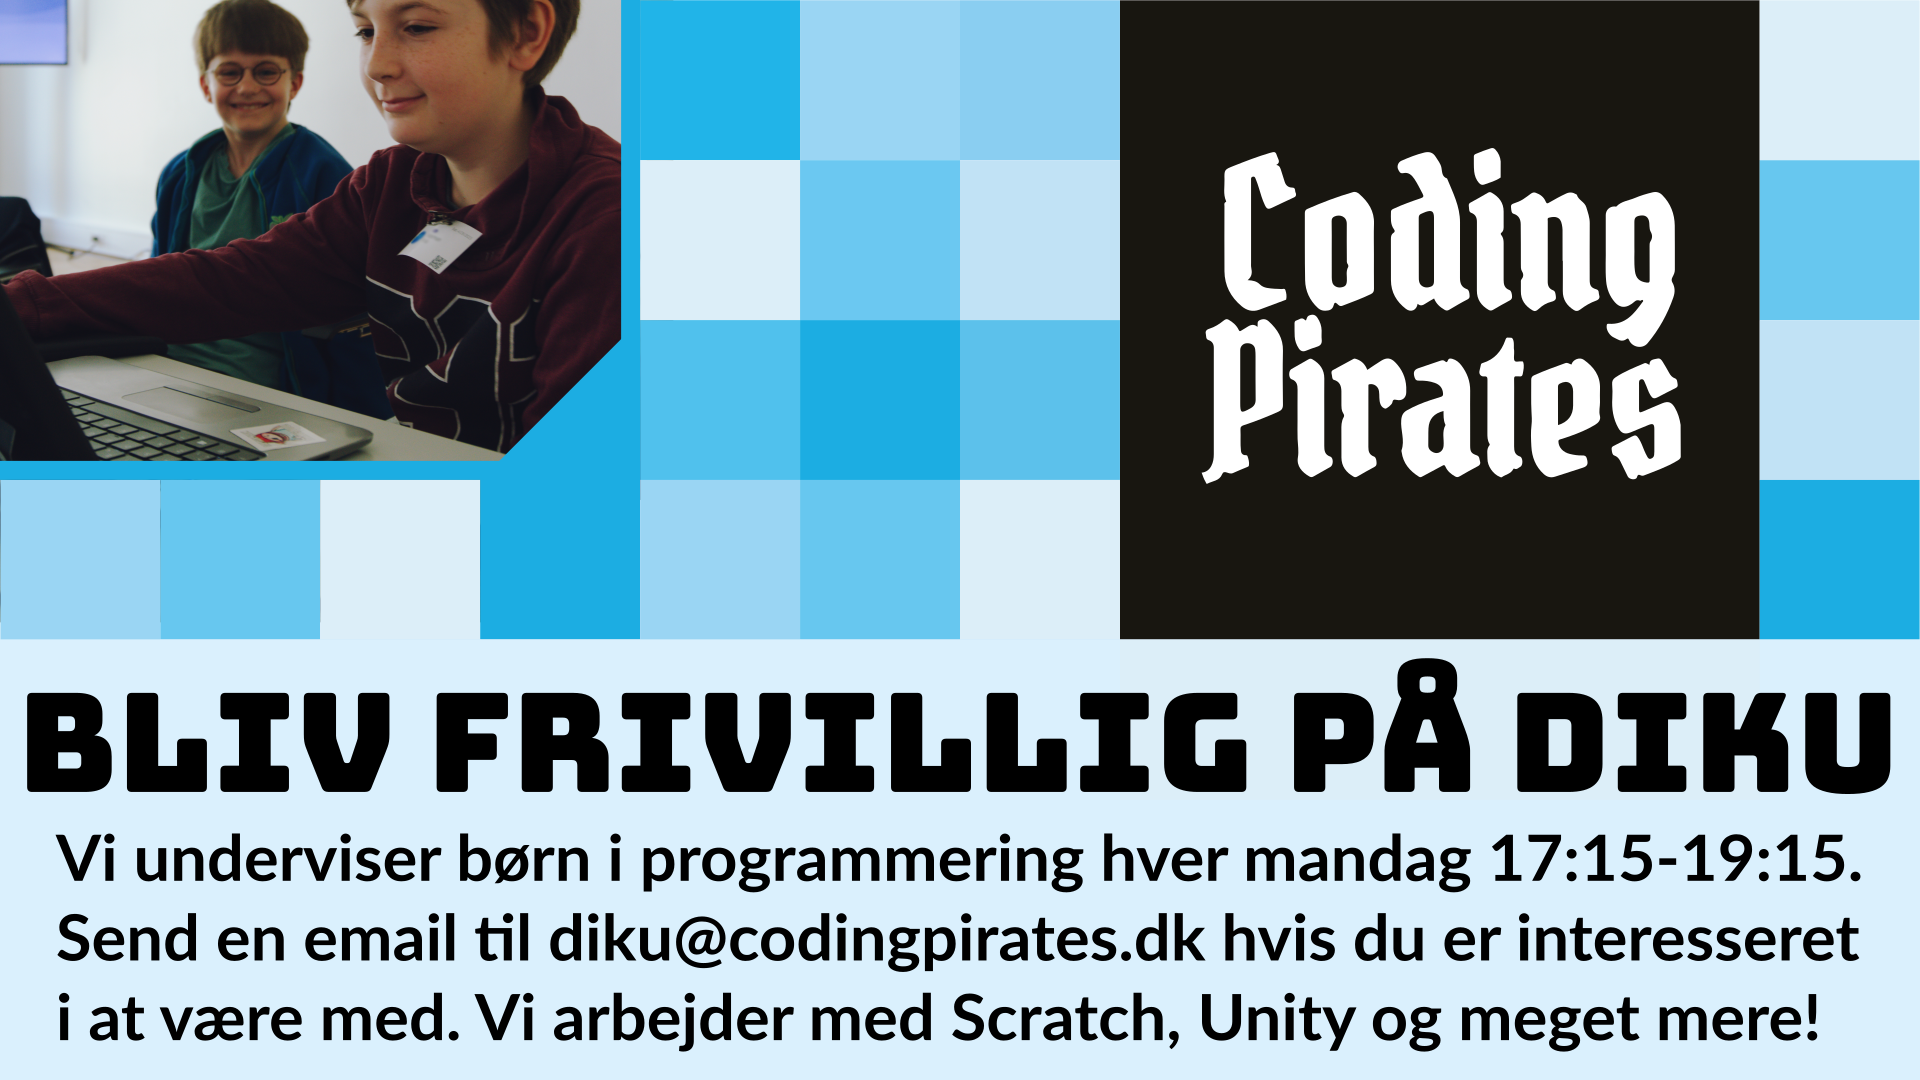 Coding
Pirates
BLIV FRIVILLIG PÅ DIKU
Vi underviser børn i programmering hver mandag 17:15-19:15.
Send en email til diku@codingpirates.dk hvis du er interesseret
i at være med. Vi arbejder med Scratch, Unity og meget mere!